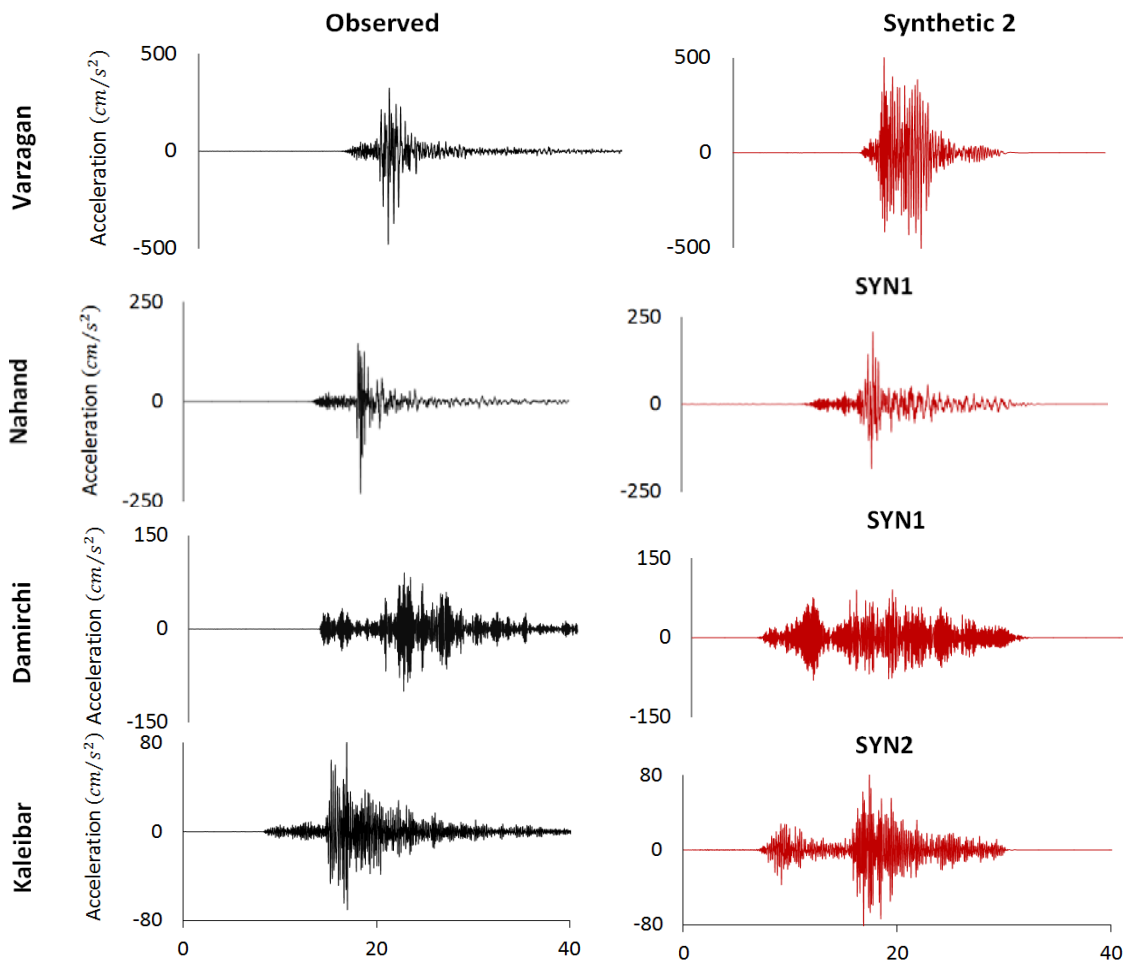 Observed
Synthetic 2
Varzagan
Acceleration (cm/s²)
500
0
-500
500
0
-500
Nahand
Acceleration (cm/s²)
250
0
-250
SYN1
250
0
-250
Damirchi
Acceleration (cm/s²)
150
0
-150
SYN1
150
0
-150
Kaleibar
Acceleration (cm/s²)
80
0
-80
0
20
40
SYN2
80
0
-80
0
20
40